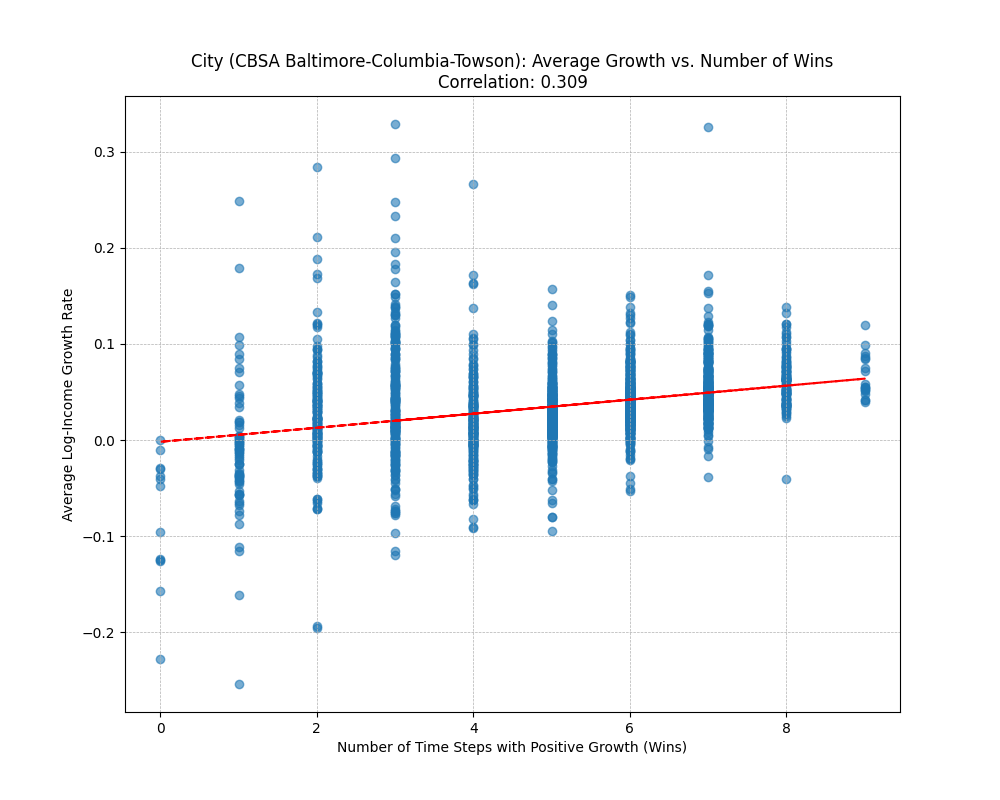 City (CBSA Baltimore-Columbia-Towson): Average Growth vs. Number of Wins
Correlation: 0.309
Average Log-Income Growth Rate
0.3
0.2
0.1
0.0
−0.1
−0.2
0 2 4 6 8
Number of Time Steps with Positive Growth (Wins)